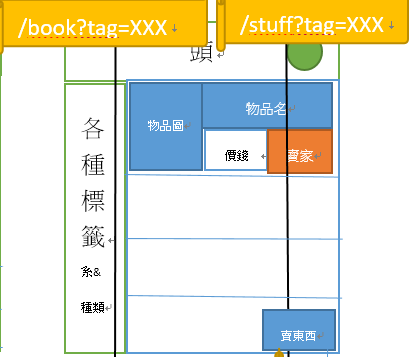 /book?tag=XXX
/stuff?tag=XXX
頭
各
種
標
籤
系&
種類
物品圖
物品名
價錢
賣家
賣東西